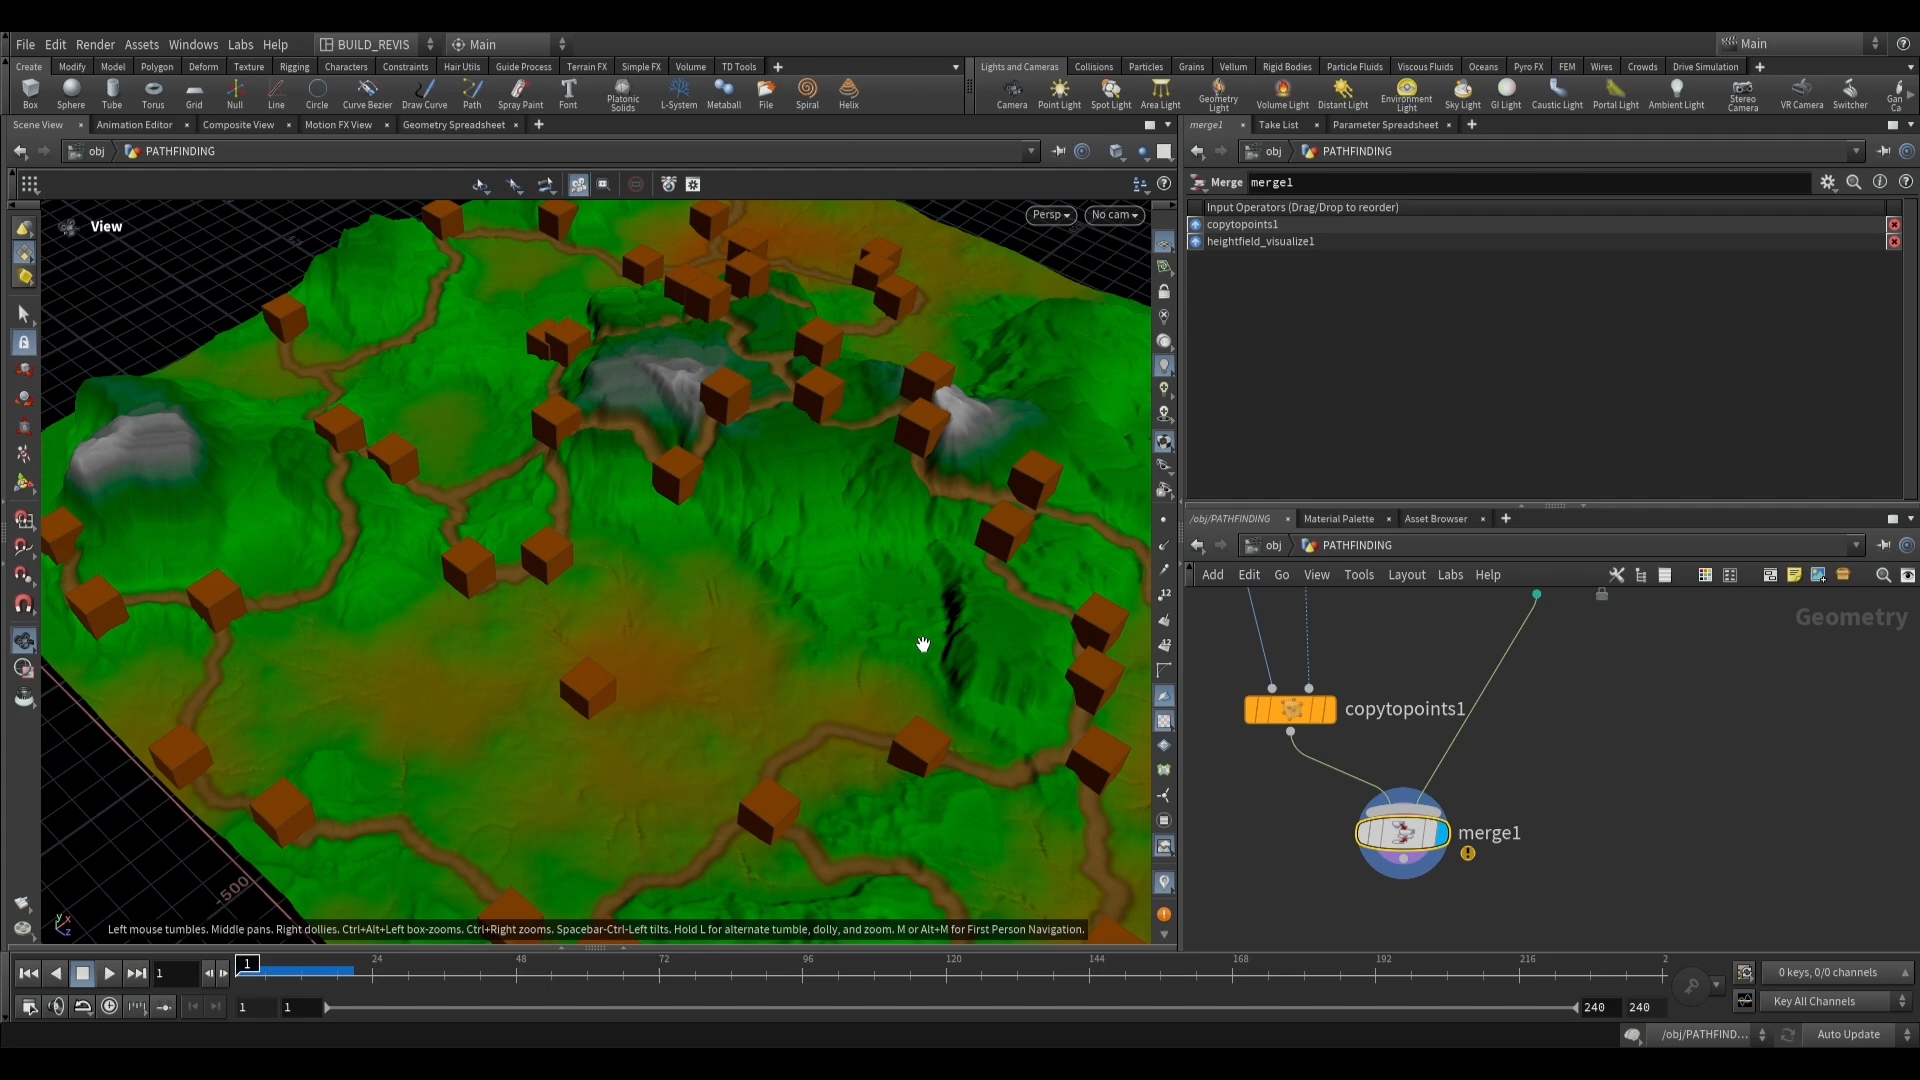 File Edit Render Assets Windows Labs Help BUILD_REVIS Main Main
Create Modify Model Polygon Deform Texture Rigging Characters Constraints Hair Utils Guide Process Terrain FX Simple FX Volume TD Tools
Lights and Cameras Collisions Particles Grains Vellum Rigid Bodies Particle Fluids Viscous Fluids Oceans Pyro FX FEM Wires Crowds Drive Simulation
Box Sphere Tube Torus Grid Null Line Circle Curve Bezier Draw Curve Path Spray Paint Font Platonic Solids L-System Metaball File Spiral Helix
Camera Point Light Spot Light Area Light Geometry Light Volume Light Distant Light Environment Light Sky Light GI Light Caustic Light Portal Light Ambient Light Stereo Camera VR Camera Switcher Gan Ca
Scene View Animation Editor Composite View Motion FX View Geometry Spreadsheet
merge1 Take List Parameter Spreadsheet
obj PATHFINDING
obj PATHFINDING
Merge merge1
Input Operators (Drag/Drop to reorder)
copytopoints1
heightfield_visualize1
View
Persp No cam
-500
Left mouse tumbles. Middle pans. Right dollies. Ctrl+Alt+Left box-zooms. Ctrl+Right zooms. Spacebar-Ctrl-Left tilts. Hold L for alternate tumble, dolly, and zoom. M or Alt+M for First Person Navigation.
/obj/PATHFINDING Material Palette Asset Browser
obj PATHFINDING
Add Edit Go View Tools Layout Labs Help
Geometry
copytopoints1
merge1
1 1 24 48 72 96 120 144 168 192 216 2
0 keys, 0/0 channels
1 1 240 240
Key All Channels
/obj/PATHFIND... Auto Update